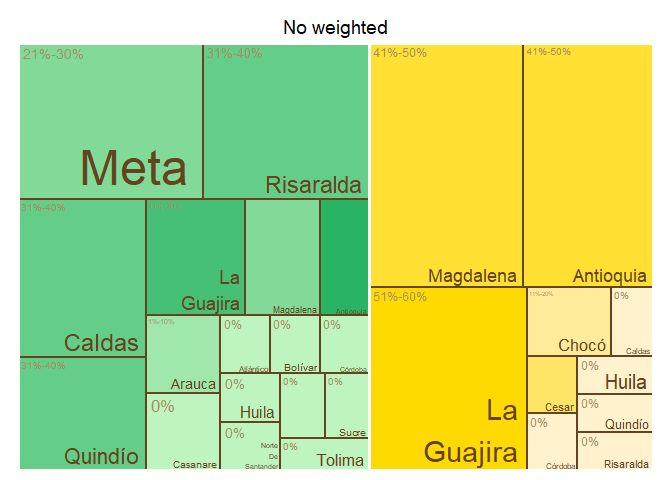 No weighted
21%-30%
Meta
31%-40%
Risaralda
31%-40%
Caldas
31%-40%
Quindío
La
Guajira
Magdalena
Antioquia
1%-10%
Arauca
0%
Casanare
0%
Atlántico
0%
Bolívar
0%
Córdoba
0%
Huila
0%
Norte
De
Santander
0%
0%
Sucre
0%
Tolima
41%-50%
Magdalena
41%-50%
Antioquia
51%-60%
La
Guajira
11%-20%
Chocó
0%
Caldas
Cesar
0%
Córdoba
0%
Huila
0%
Quindío
0%
Risaralda